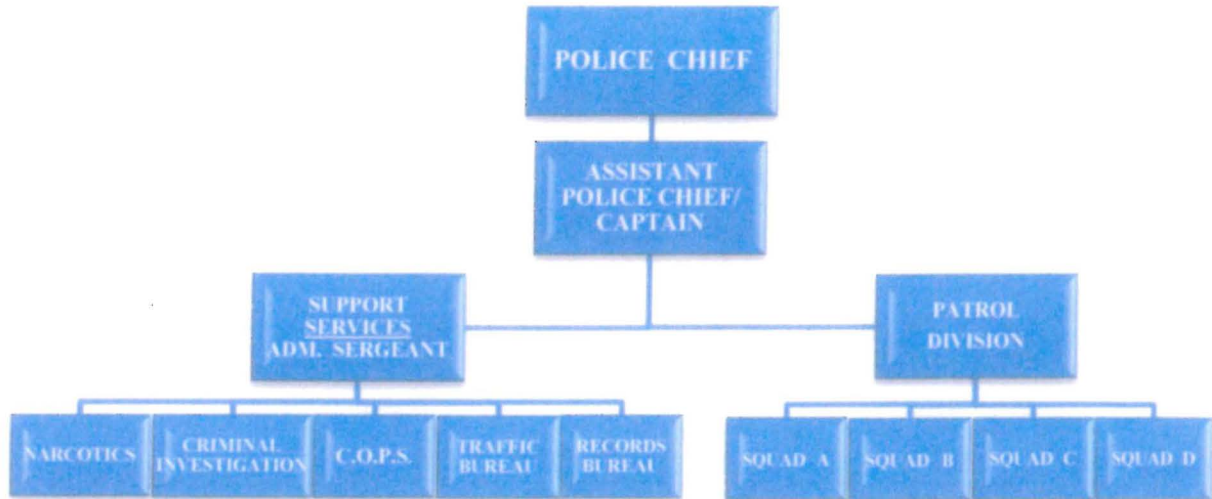 POLICE CHIEF
ASSISTANT
POLICE CHIEF/
CAPTAIN
SUPPORT
SERVICES
ADM. SERGEANT
PATROL
DIVISION
NARCOTICS
CRIMINAL
INVESTIGATION
C.O.P.S.
TRAFFIC
BUREAU
RECORDS
BUREAU
SQUAD A
SQUAD B
SQUAD C
SQUAD D